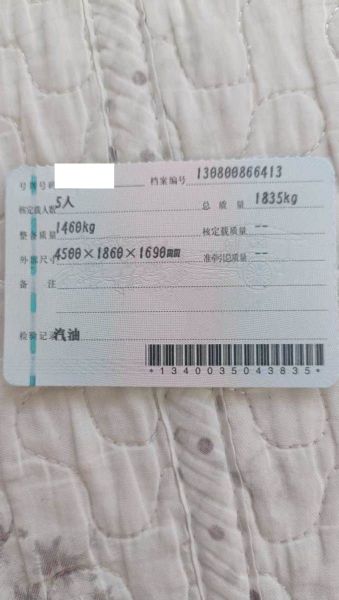 号牌号码 档案编号 130800866413
核定载人数 5人 总质量 1835kg
整备质量 1460kg 核定载质量 --
外廓尺寸 4500×1860×1690mm 准牵引总质量 --
备注
检验记录 汽油
*1340035043835*